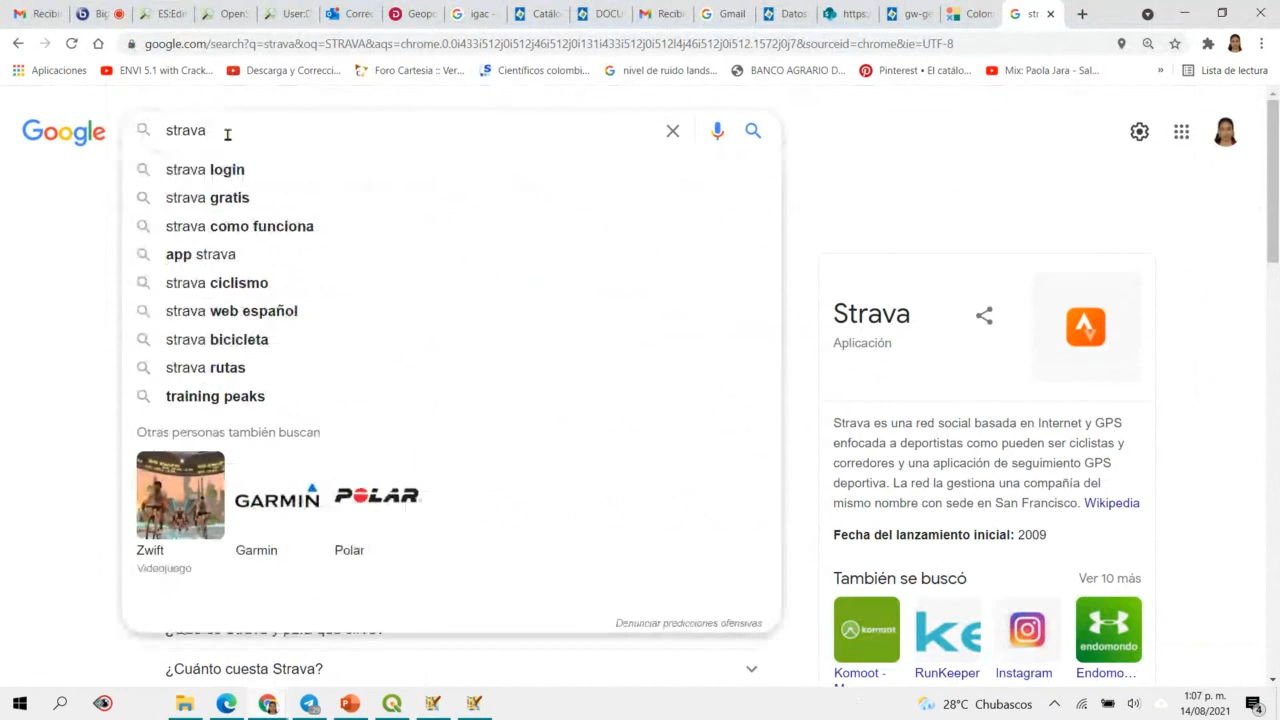 Recibi
Big
Open
User:D
Corre
Geop
igac -
Catálo
DOCU
Recib
Gmail
Datos
https:
gw-g
Colon
str
google.com/search?q=strava&oq=STRAVA&aqs=chrome.0.0i433i512j0i512j46i512j0i131i433i512j0i512l4j46i512j0i512.1572j0j7&sourceid=chrome&ie=UTF-8
Aplicaciones
ENVI 5.1 with Crack...
Descarga y Correcci...
Foro Cartesia :: Ver...
Científicos colombi...
nivel de ruido lands...
BANCO AGRARIO D...
Pinterest • El catálo...
Mix: Paola Jara - Sal...
»
Lista de lectura
Google
strava
strava login
strava gratis
strava como funciona
app strava
strava ciclismo
strava web español
strava bicicleta
strava rutas
training peaks
Otras personas también buscan
GARMIN
POLAR
Zwift
Garmin
Polar
Videojuego
Denunciar predicciones ofensivas
¿Cuánto cuesta Strava?
Strava
Aplicación
Strava es una red social basada en Internet y GPS
enfocada a deportistas como pueden ser ciclistas y
corredores y una aplicación de seguimiento GPS
deportiva. La red la gestiona una compañía del
mismo nombre con sede en San Francisco. Wikipedia
Fecha del lanzamiento inicial: 2009
También se buscó
Ver 10 más
komoot
endomondo
Komoot -
RunKeeper
Instagram
Endomo...
28°C Chubascos
1:07 p. m.
14/08/2021
4